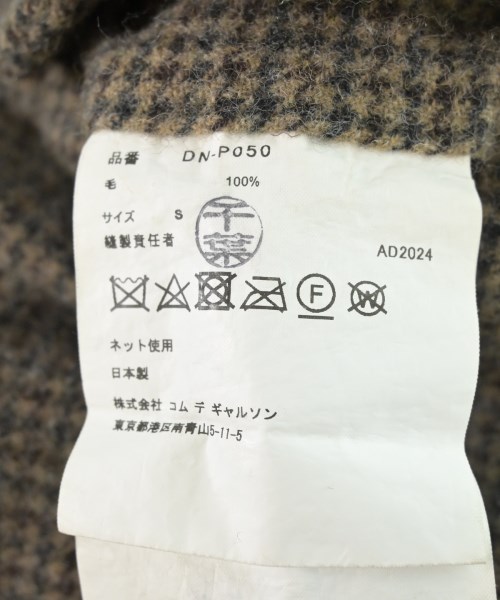 品番 DN-P050
毛 100%
サイズ S
千葉
縫製責任者
AD2024
F W
ネット使用
日本製
株式会社 コム デ ギャルソン
東京都港区南青山5-11-5